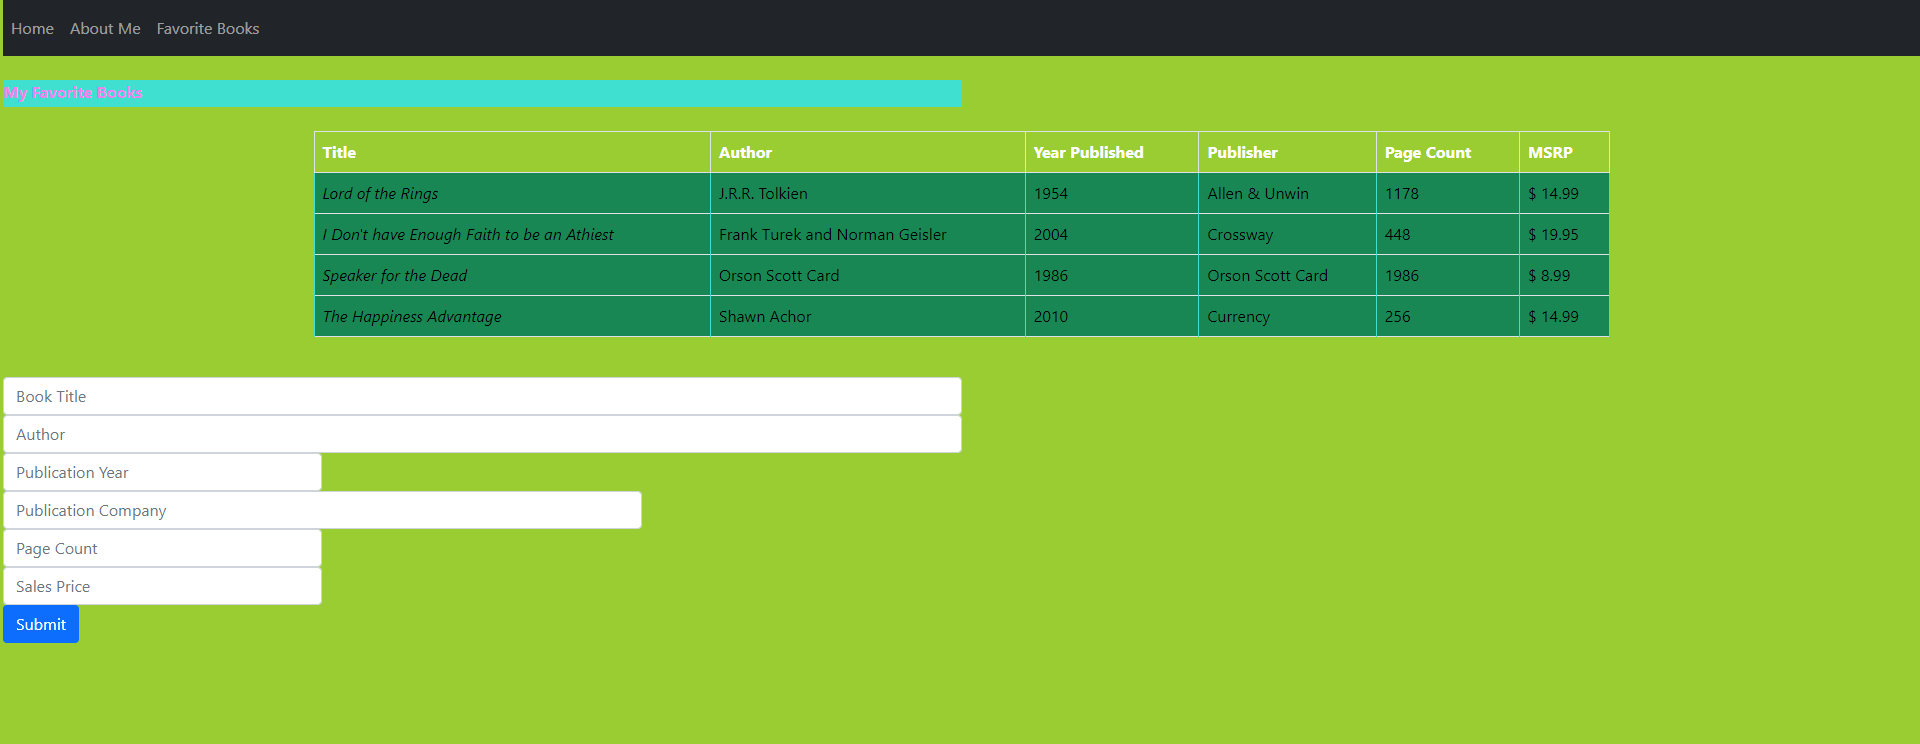 Home About Me Favorite Books
My Favorite Books
Title Author Year Published Publisher Page Count MSRP
Lord of the Rings J.R.R. Tolkien 1954 Allen & Unwin 1178 $ 14.99
I Don't have Enough Faith to be an Athiest Frank Turek and Norman Geisler 2004 Crossway 448 $ 19.95
Speaker for the Dead Orson Scott Card 1986 Orson Scott Card 1986 $ 8.99
The Happiness Advantage Shawn Achor 2010 Currency 256 $ 14.99
Book Title
Author
Publication Year
Publication Company
Page Count
Sales Price
Submit